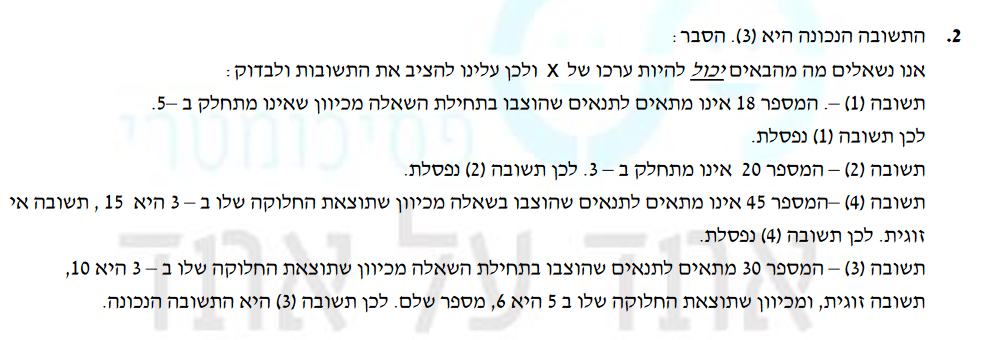 2. התשובה הנכונה היא (3). הסבר:
אנו נשאלים מה מהבאים יכול להיות ערכו של X ולכן עלינו להציב את התשובות ולבדוק:
תשובה (1) –. המספר 18 אינו מתאים לתנאים שהוצבו בתחילת השאלה מכיוון שאינו מתחלק ב –5.
לכן תשובה (1) נפסלת.
תשובה (2) – המספר 20 אינו מתחלק ב – 3. לכן תשובה (2) נפסלת.
תשובה (4) –המספר 45 אינו מתאים לתנאים שהוצבו בשאלה מכיוון שתוצאת החלוקה שלו ב – 3 היא 15 , תשובה אי
זוגית. לכן תשובה (4) נפסלת.
תשובה (3) – המספר 30 מתאים לתנאים שהוצבו בתחילת השאלה מכיוון שתוצאת החלוקה שלו ב – 3 היא 10,
תשובה זוגית, ומכיוון שתוצאת החלוקה שלו ב 5 היא 6, מספר שלם. לכן תשובה (3) היא התשובה הנכונה.
פסיכומטרי
אחד על אחד